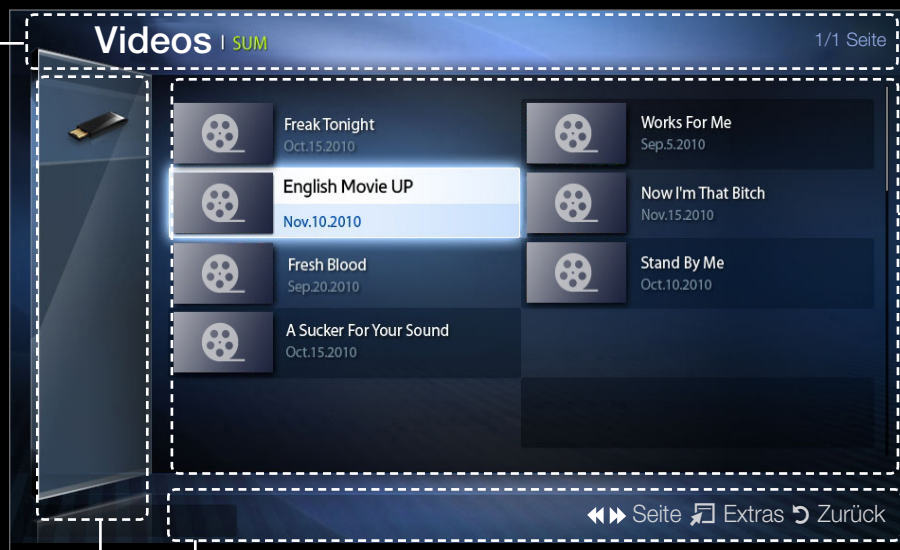 Videos | SUM
1/1 Seite
Freak Tonight
Oct.15.2010
Works For Me
Sep.5.2010
English Movie UP
Nov.10.2010
Now I'm That Bitch
Nov.15.2010
Fresh Blood
Sep.20.2010
Stand By Me
Oct.10.2010
A Sucker For Your Sound
Oct.15.2010
Seite Extras Zurück